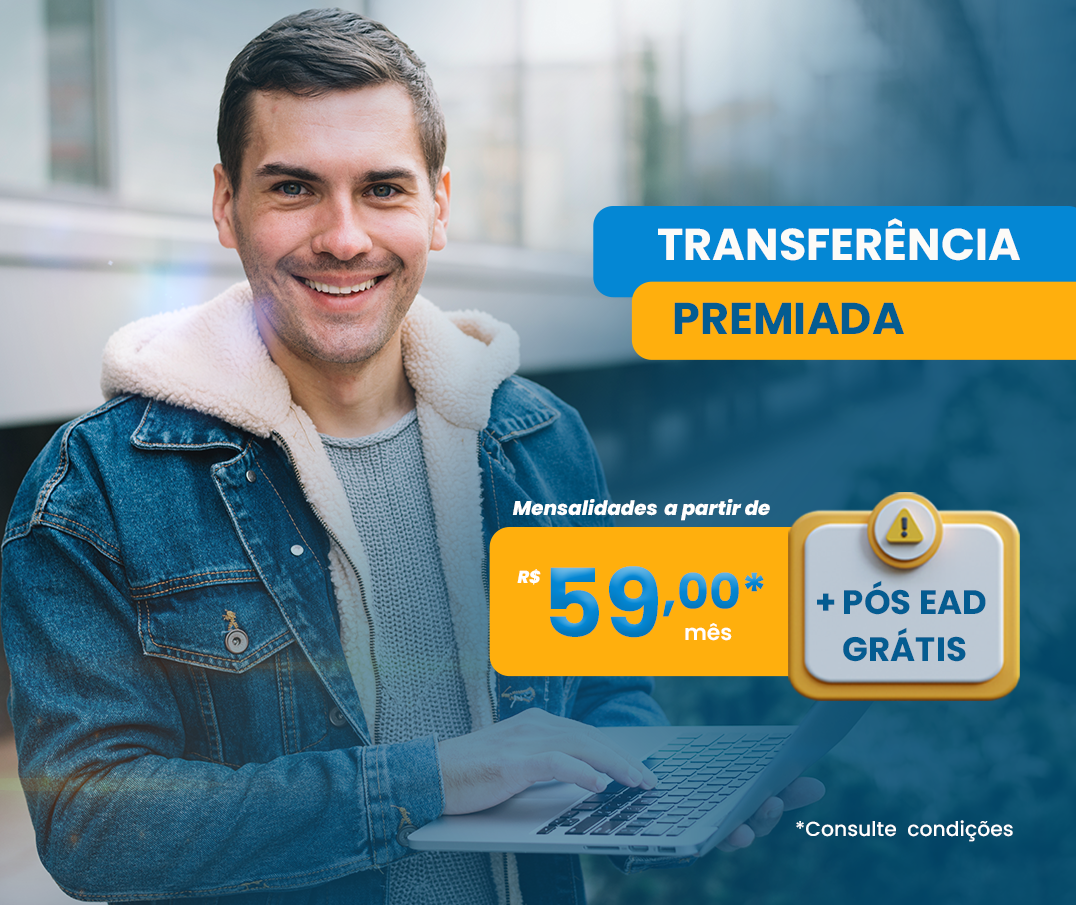 TRANSFERÊNCIA
PREMIADA
Mensalidades a partir de
R$ 59,00*
mês
+ PÓS EAD
GRÁTIS
*Consulte condições